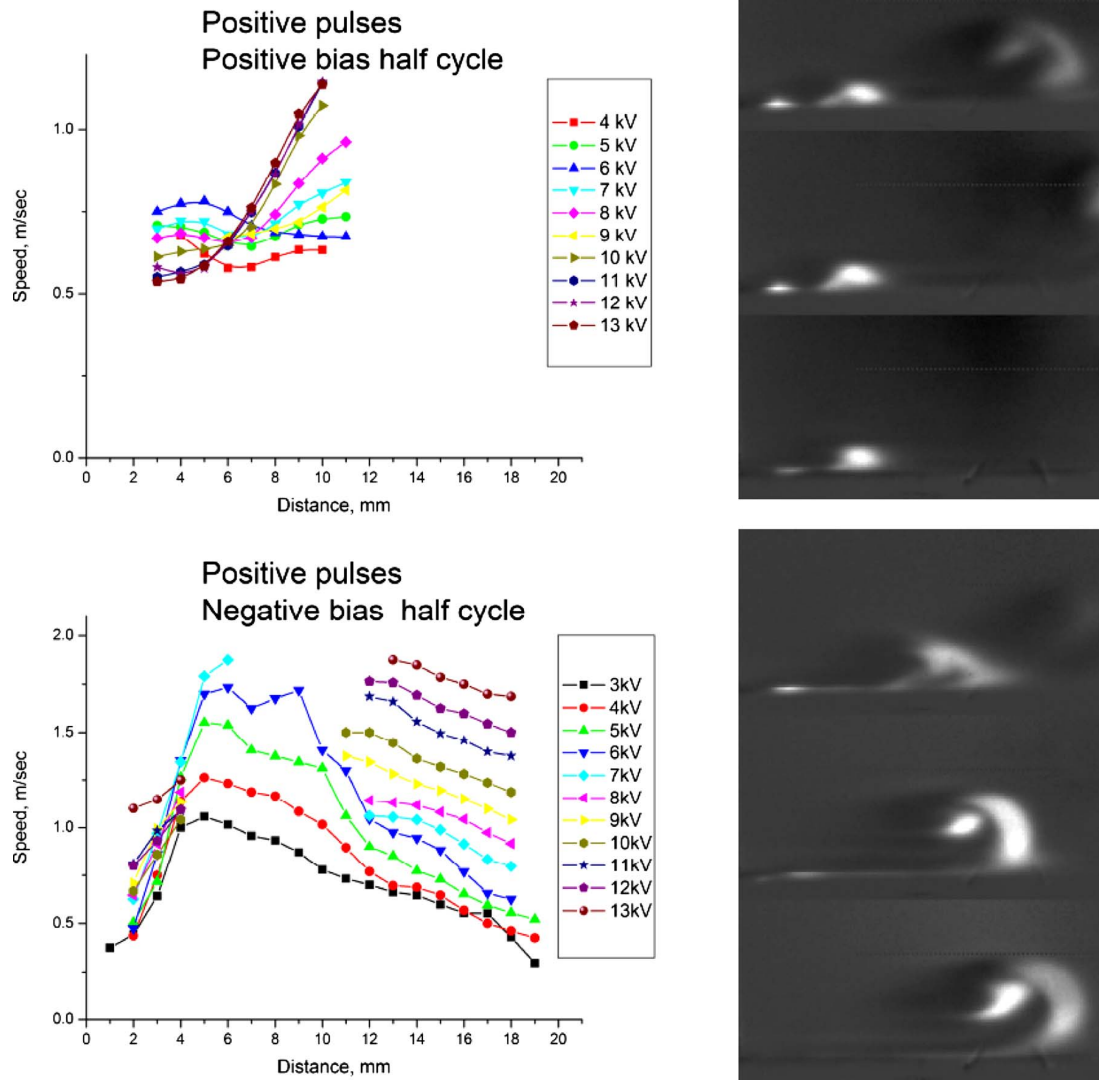 Positive pulses
Positive bias half cycle
1.0
0.5
0.0
Speed, m/sec
0 2 4 6 8 10 12 14 16 18 20
Distance, mm
4 kV
5 kV
6 kV
7 kV
8 kV
9 kV
10 kV
11 kV
12 kV
13 kV
Positive pulses
Negative bias half cycle
2.0
1.5
1.0
0.5
0.0
Speed, m/sec
0 2 4 6 8 10 12 14 16 18 20
Distance, mm
3kV
4kV
5kV
6kV
7kV
8kV
9kV
10kV
11kV
12kV
13kV